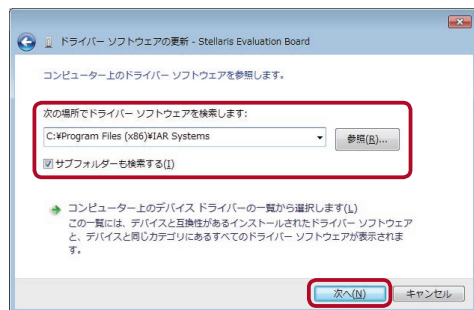 ドライバー ソフトウェアの更新 - Stellaris Evaluation Board
コンピューター上のドライバー ソフトウェアを参照します。
次の場所でドライバー ソフトウェアを検索します:
C:¥Program Files (x86)¥IAR Systems
参照(R)...
サブフォルダーも検索する(I)
コンピューター上のデバイス ドライバーの一覧から選択します(L)
この一覧には、デバイスと互換性があるインストールされたドライバー ソフトウェア
と、デバイスと同じカテゴリにあるすべてのドライバー ソフトウェアが表示されま
す。
次へ(N)
キャンセル